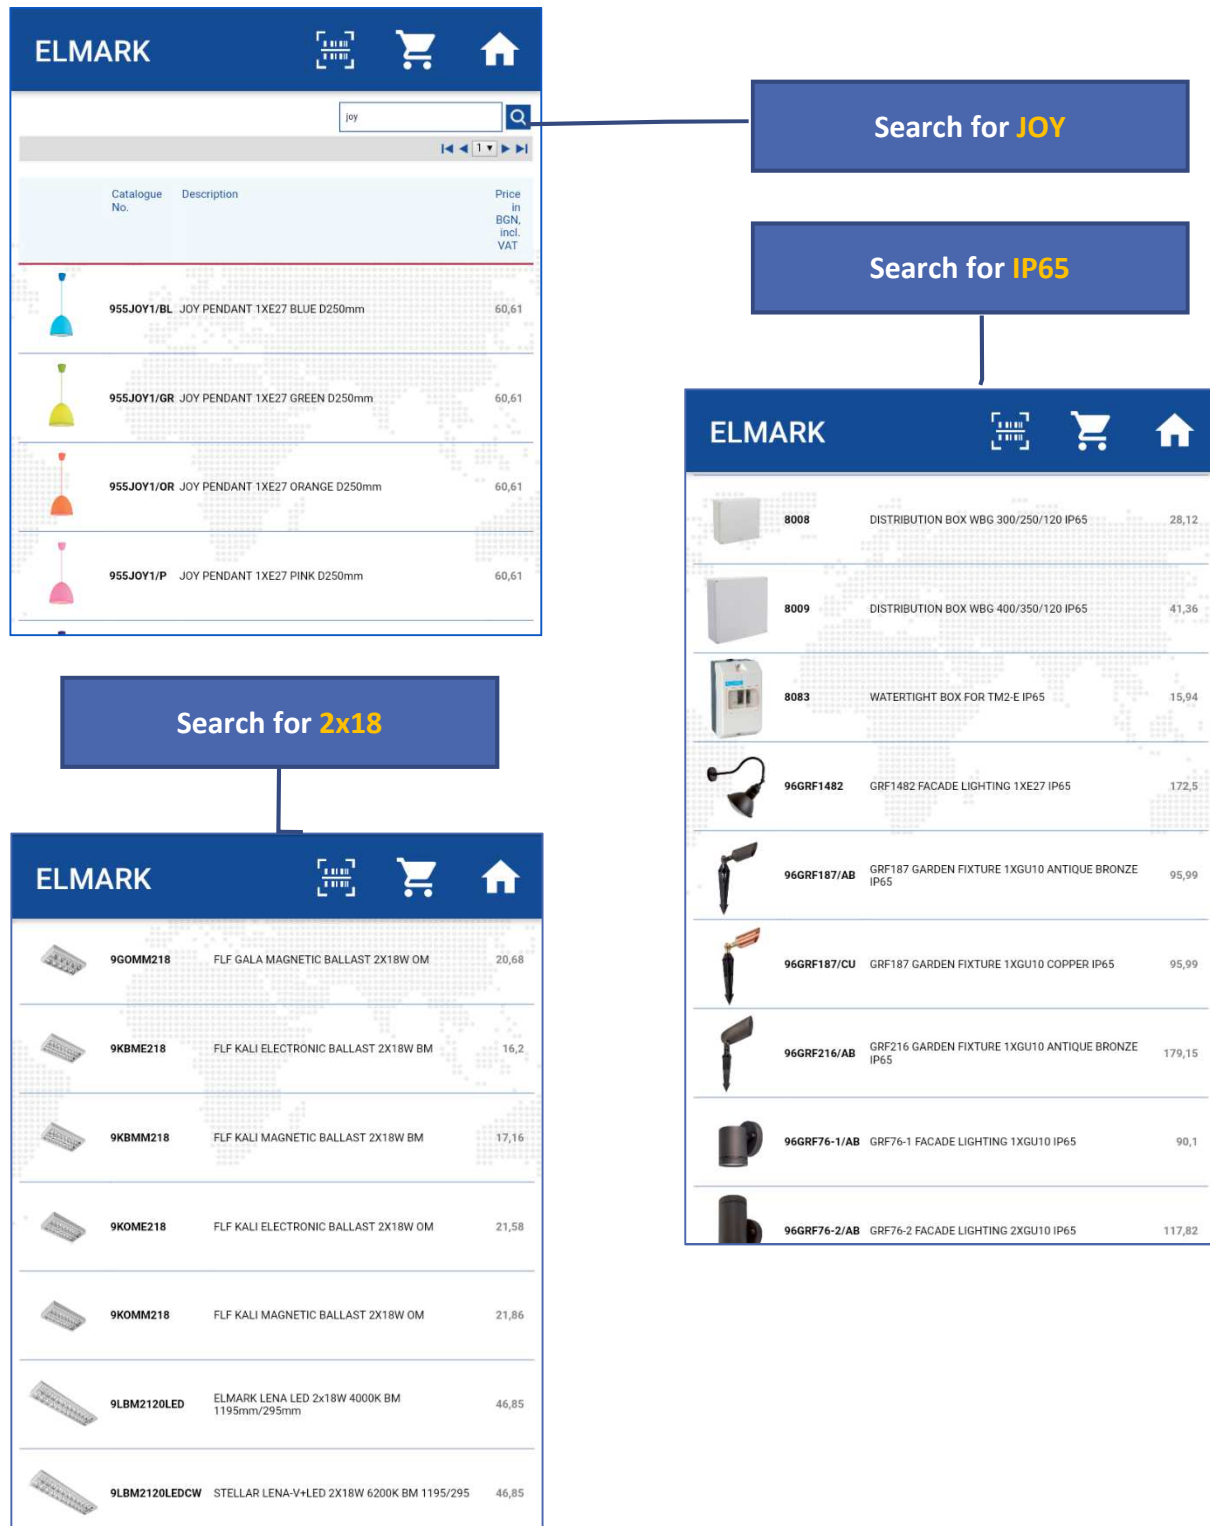 ELMARK
joy
1
Catalogue No. Description Price in BGN, incl. VAT
955JOY1/BL JOY PENDANT 1XE27 BLUE D250mm 60,61
955JOY1/GR JOY PENDANT 1XE27 GREEN D250mm 60,61
955JOY1/OR JOY PENDANT 1XE27 ORANGE D250mm 60,61
955JOY1/P JOY PENDANT 1XE27 PINK D250mm 60,61
Search for JOY
Search for IP65
ELMARK
8008 DISTRIBUTION BOX WBG 300/250/120 IP65 28,12
8009 DISTRIBUTION BOX WBG 400/350/120 IP65 41,36
8083 WATERTIGHT BOX FOR TM2-E IP65 15,94
96GRF1482 GRF1482 FACADE LIGHTING 1XE27 IP65 172,5
96GRF187/AB GRF187 GARDEN FIXTURE 1XGU10 ANTIQUE BRONZE
IP65 95,99
96GRF187/CU GRF187 GARDEN FIXTURE 1XGU10 COPPER IP65 95,99
96GRF216/AB GRF216 GARDEN FIXTURE 1XGU10 ANTIQUE BRONZE
IP65 179,15
96GRF76-1/AB GRF76-1 FACADE LIGHTING 1XGU10 IP65 90,1
96GRF76-2/AB GRF76-2 FACADE LIGHTING 2XGU10 IP65 117,82
Search for 2x18
ELMARK
9GOMM218 FLF GALA MAGNETIC BALLAST 2X18W OM 20,68
9KBME218 FLF KALI ELECTRONIC BALLAST 2X18W BM 16,2
9KBMM218 FLF KALI MAGNETIC BALLAST 2X18W BM 17,16
9KOME218 FLF KALI ELECTRONIC BALLAST 2X18W OM 21,58
9KOMM218 FLF KALI MAGNETIC BALLAST 2X18W OM 21,86
9LBM2120LED ELMARK LENA LED 2x18W 4000K BM
1195mm/295mm 46,85
9LBM2120LEDCW STELLAR LENA-V+LED 2X18W 6200K BM 1195/295 46,85